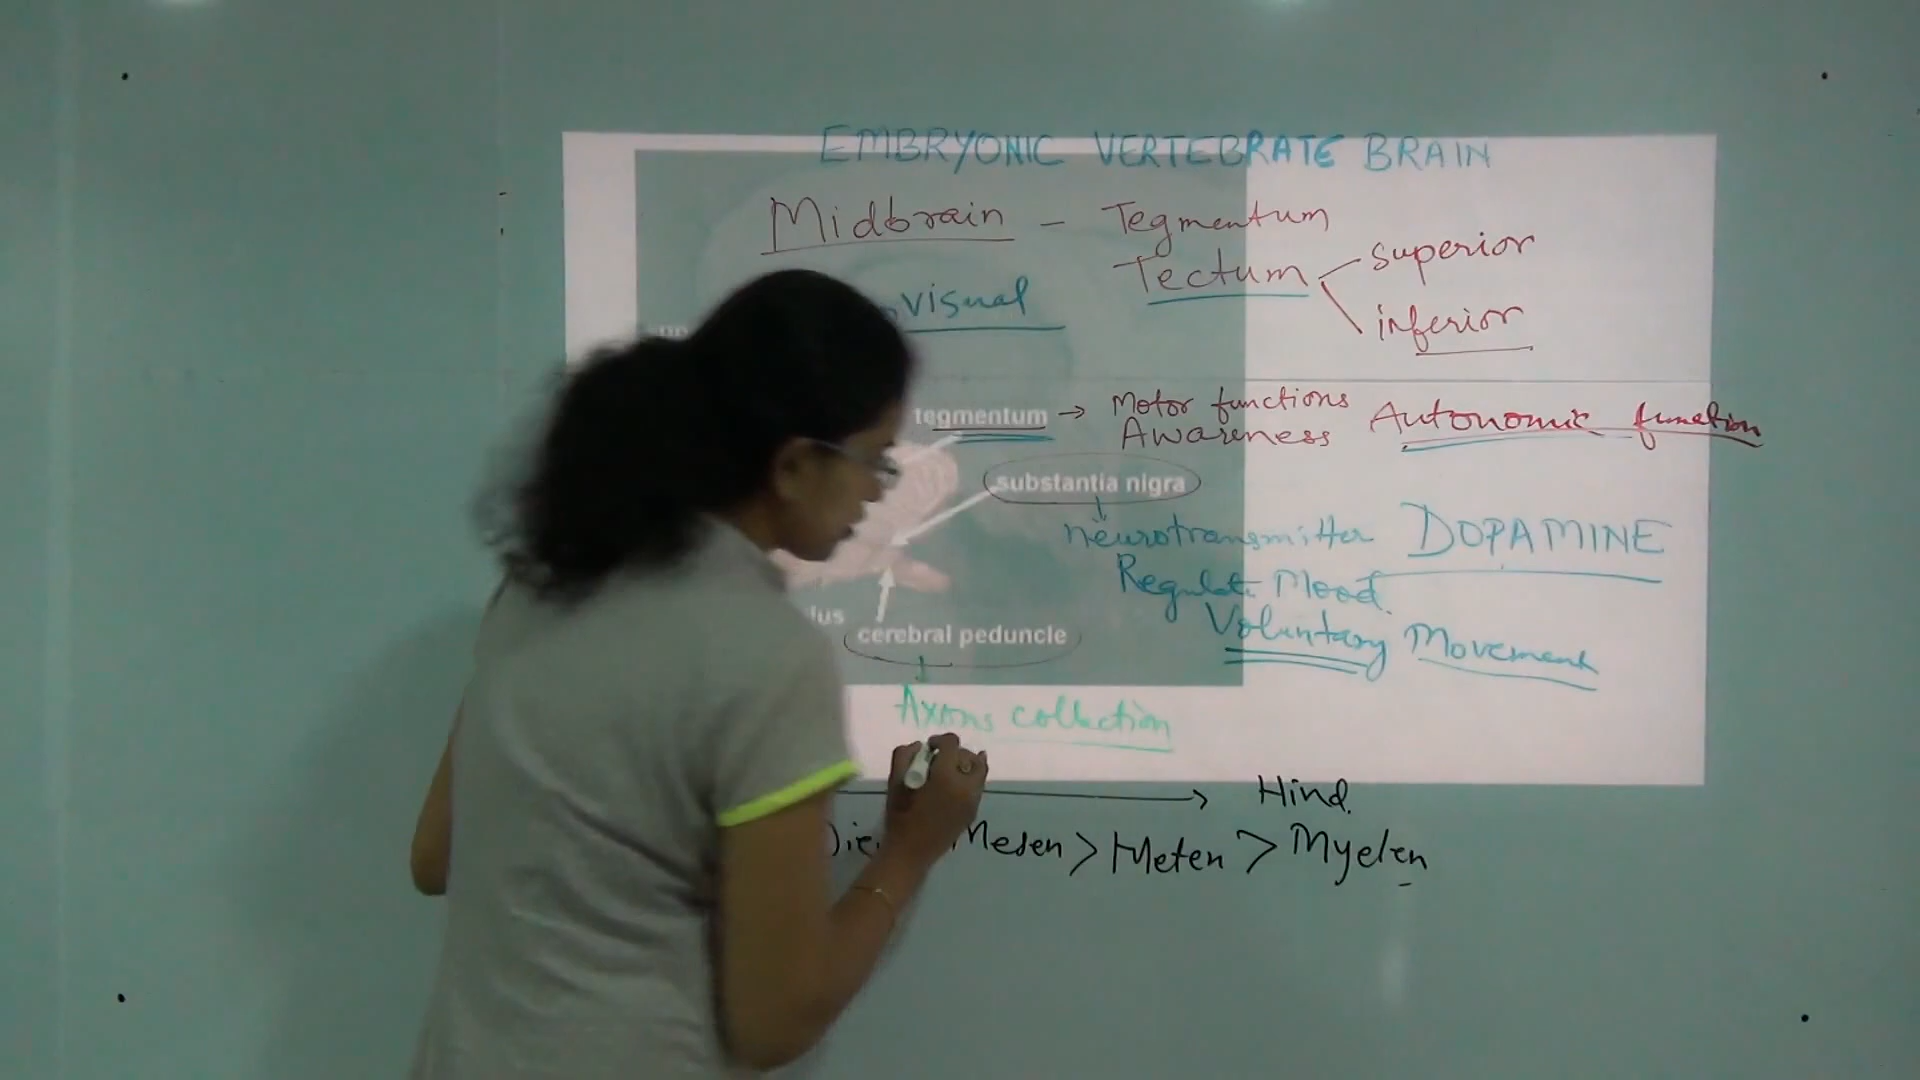 EMBRYONIC VERTEBRATE BRAIN
Midbrain - Tegmentum
Tectum
superior
inferior
visual
tegmentum → Motor functions
Awareness
Autonomic function
substantia nigra
neurotransmitter DOPAMINE
Regulate Mood.
Voluntary Movement
cerebral peduncle
Axons collection
Hind.
Mesen > Meten > Myelen